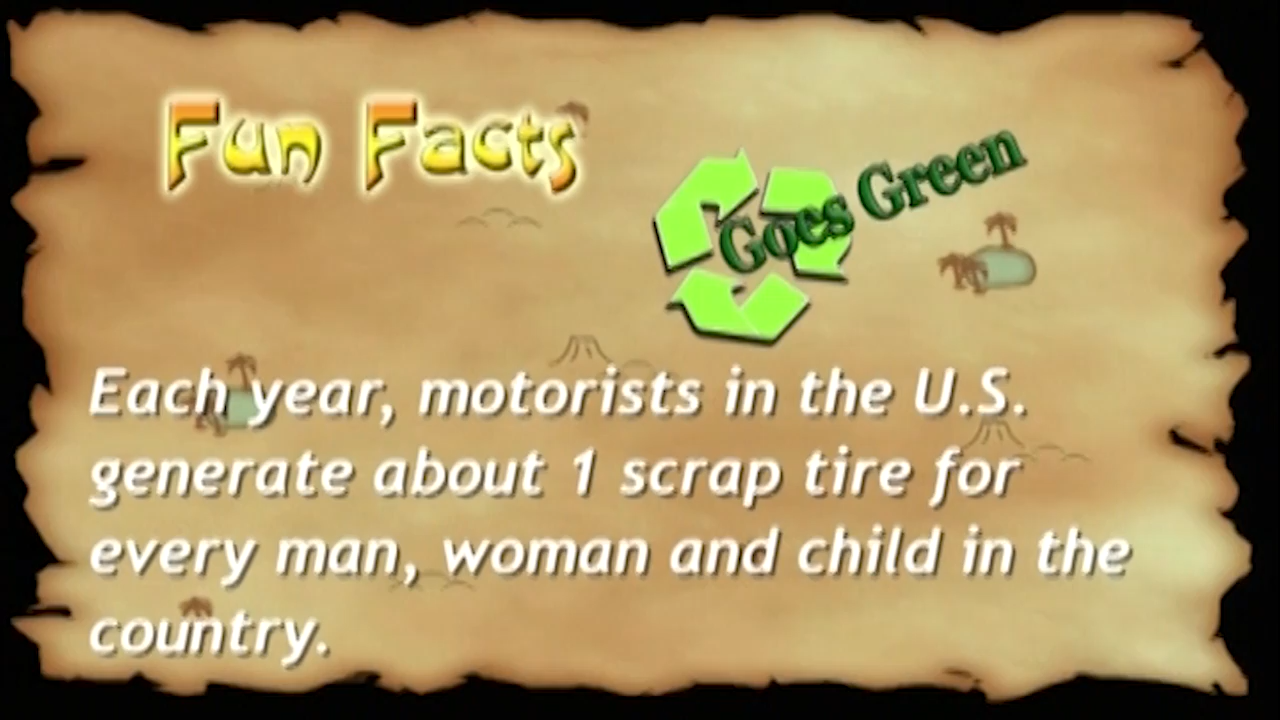 Fun Facts
Goes Green
Each year, motorists in the U.S.
generate about 1 scrap tire for
every man, woman and child in the
country.